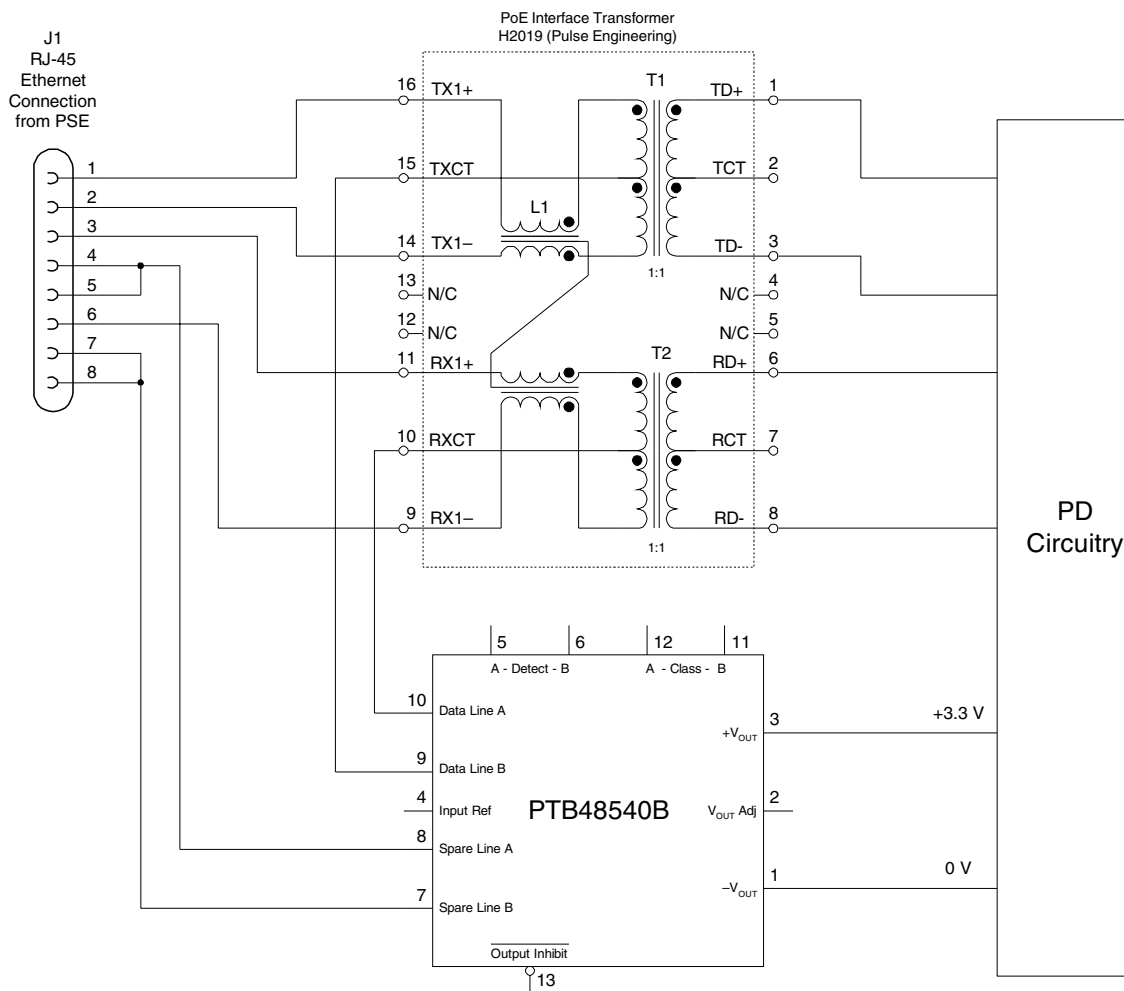 PoE Interface Transformer
H2019 (Pulse Engineering)
J1
RJ-45
Ethernet
Connection
from PSE
1
2
3
4
5
6
7
8
16 TX1+
15 TXCT
14 TX1–
13 N/C
12 N/C
11 RX1+
10 RXCT
9 RX1–
L1
T1
1:1
T2
1:1
TD+ 1
TCT 2
TD- 3
N/C 4
N/C 5
RD+ 6
RCT 7
RD- 8
PD
Circuitry
5 6 12 11
A - Detect - B A - Class - B
10 Data Line A
9 Data Line B
4 Input Ref
8 Spare Line A
7 Spare Line B
PTB48540B
+VOUT 3 +3.3 V
VOUT Adj 2
–VOUT 1 0 V
Output Inhibit
13